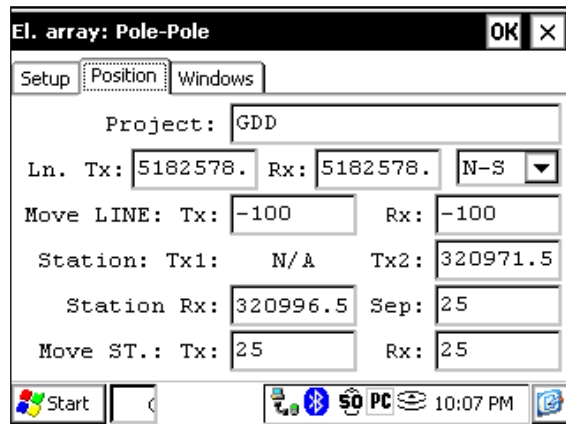 El. array: Pole-Pole OK ×
Setup Position Windows
Project: GDD
Ln. Tx: 5182578. Rx: 5182578. N-S
Move LINE: Tx: -100 Rx: -100
Station: Tx1: N/A Tx2: 320971.5
Station Rx: 320996.5 Sep: 25
Move ST.: Tx: 25 Rx: 25
Start 50 PC 10:07 PM